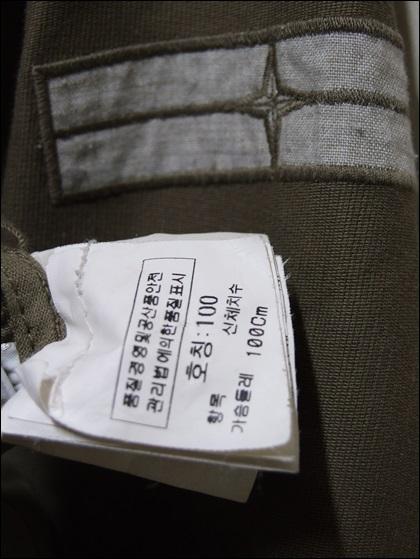 품질경영및공산품안전
관리법에의한품질표시
호칭:100
신체치수
항목
가슴둘레 100Cm